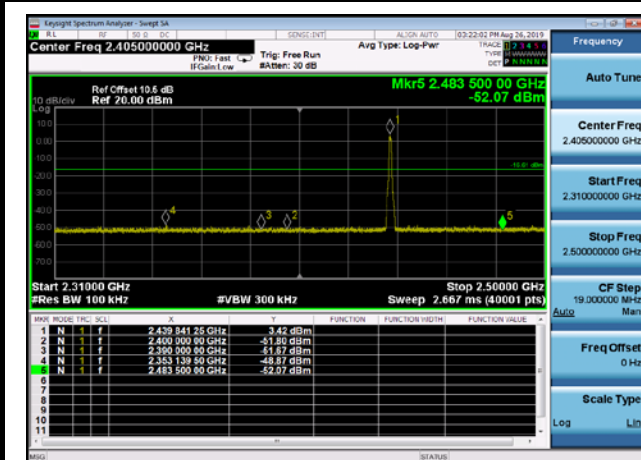 Keysight Spectrum Analyzer - Swept SA
RL RF 50 Ω DC SENSE:INT ALIGN AUTO 03:22:02 PM Aug 26, 2019
Center Freq 2.405000000 GHz
PNO: Fast
IFGain:Low
Trig: Free Run
#Atten: 30 dB
Avg Type: Log-Pwr
TRACE 1 2 3 4 5 6
TYPE
DET P N N N N N
Ref Offset 10.6 dB
Ref 20.00 dBm
Mkr5 2.483 500 00 GHz
-52.07 dBm
10 dB/div
Log
10.0
0.00
-10.0
-20.0
-30.0
-40.0
-50.0
-60.0
-70.0
1
2
3
4
5
Start 2.31000 GHz
Stop 2.50000 GHz
#Res BW 100 kHz
#VBW 300 kHz
Sweep 2.667 ms (40001 pts)
MKR MODE TRC SCL X Y FUNCTION FUNCTION WIDTH FUNCTION VALUE
1 N 1 f 2.439 841 25 GHz 3.42 dBm
2 N 1 f 2.400 000 00 GHz -51.80 dBm
3 N 1 f 2.390 000 00 GHz -51.67 dBm
4 N 1 f 2.353 139 50 GHz -48.87 dBm
5 N 1 f 2.483 500 00 GHz -52.07 dBm
6
7
8
9
10
11
MSG
STATUS
Frequency
Auto Tune
Center Freq
2.405000000 GHz
Start Freq
2.310000000 GHz
Stop Freq
2.500000000 GHz
CF Step
19.000000 MHz
Auto Man
Freq Offset
0 Hz
Scale Type
Log Lin